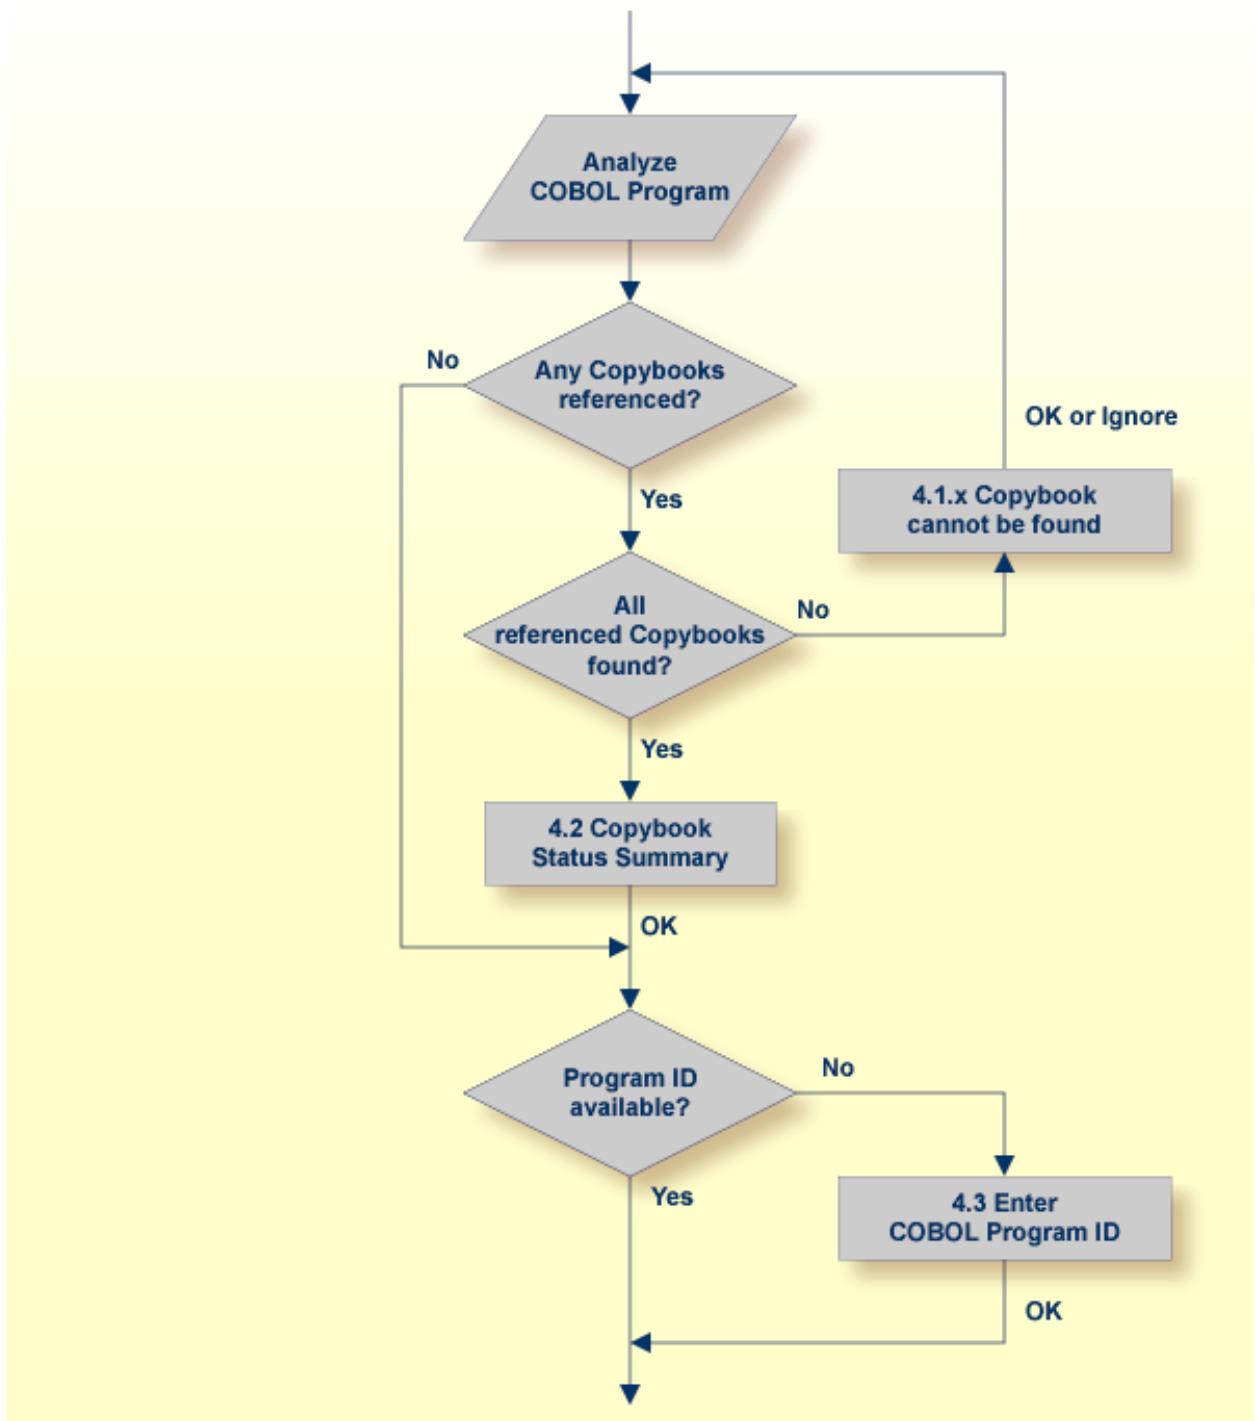 Analyze
COBOL Program
No
Any Copybooks
referenced?
OK or Ignore
Yes
4.1.x Copybook
cannot be found
All
referenced Copybooks
found?
No
Yes
4.2 Copybook
Status Summary
OK
Program ID
available?
No
Yes
4.3 Enter
COBOL Program ID
OK